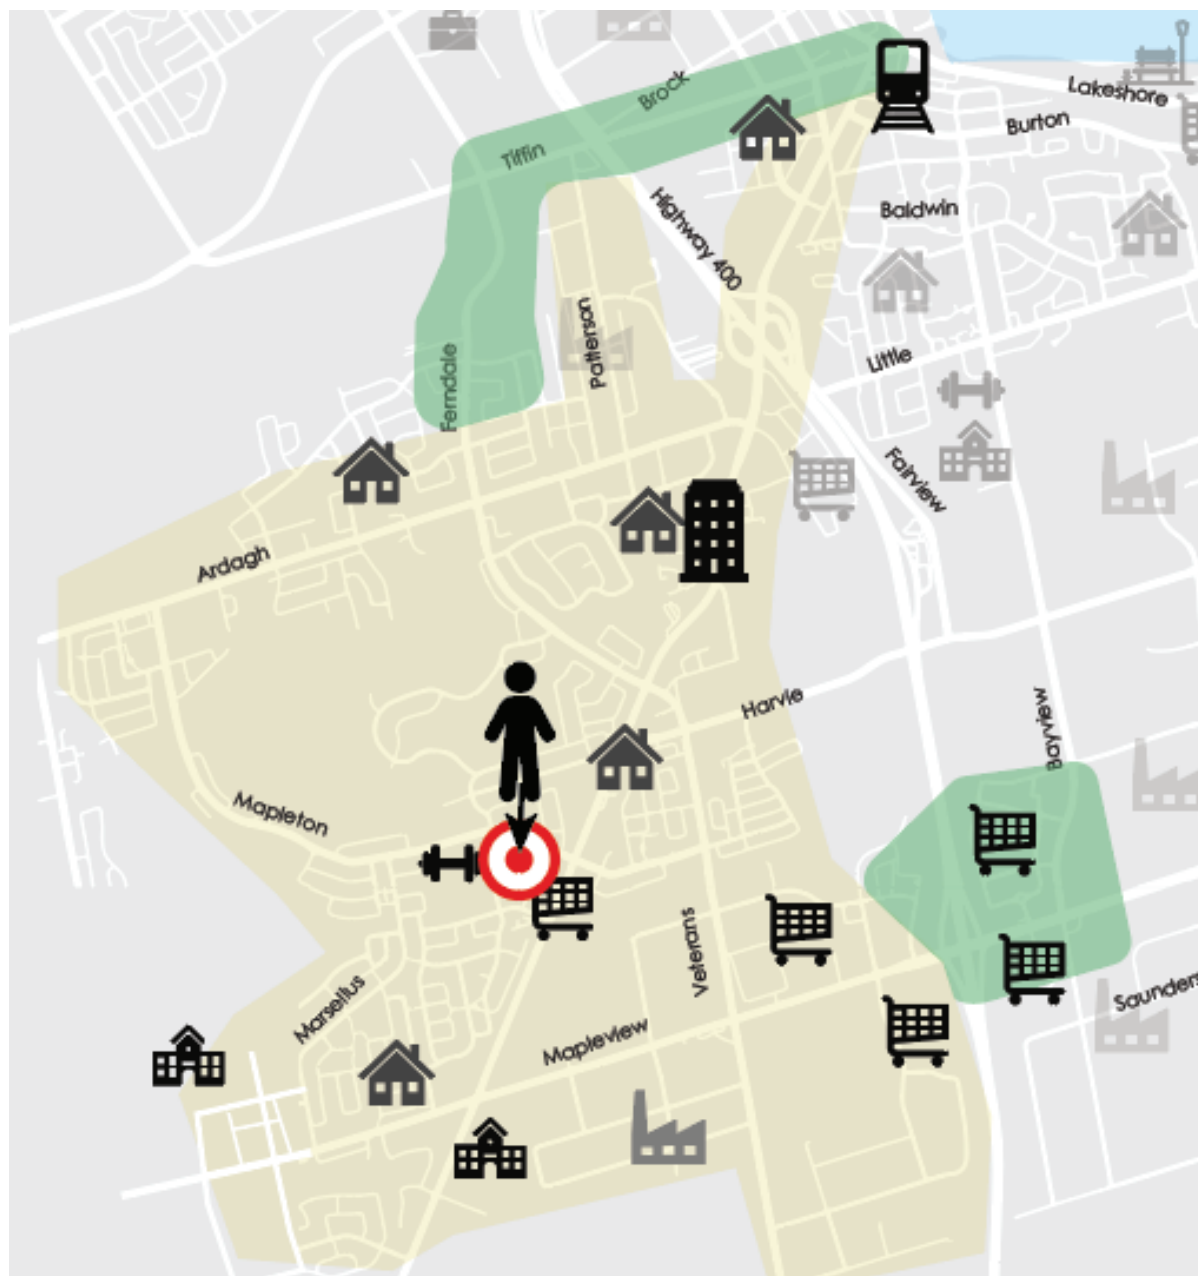 Brock
Lakeshore
Burton
Tiffin
Highway 400
Baldwin
Patterson
Ferndale
Little
Fairview
Ardagh
Harvie
Bayview
Mapleton
Veterans
Marsellus
Saunders
Mapleview